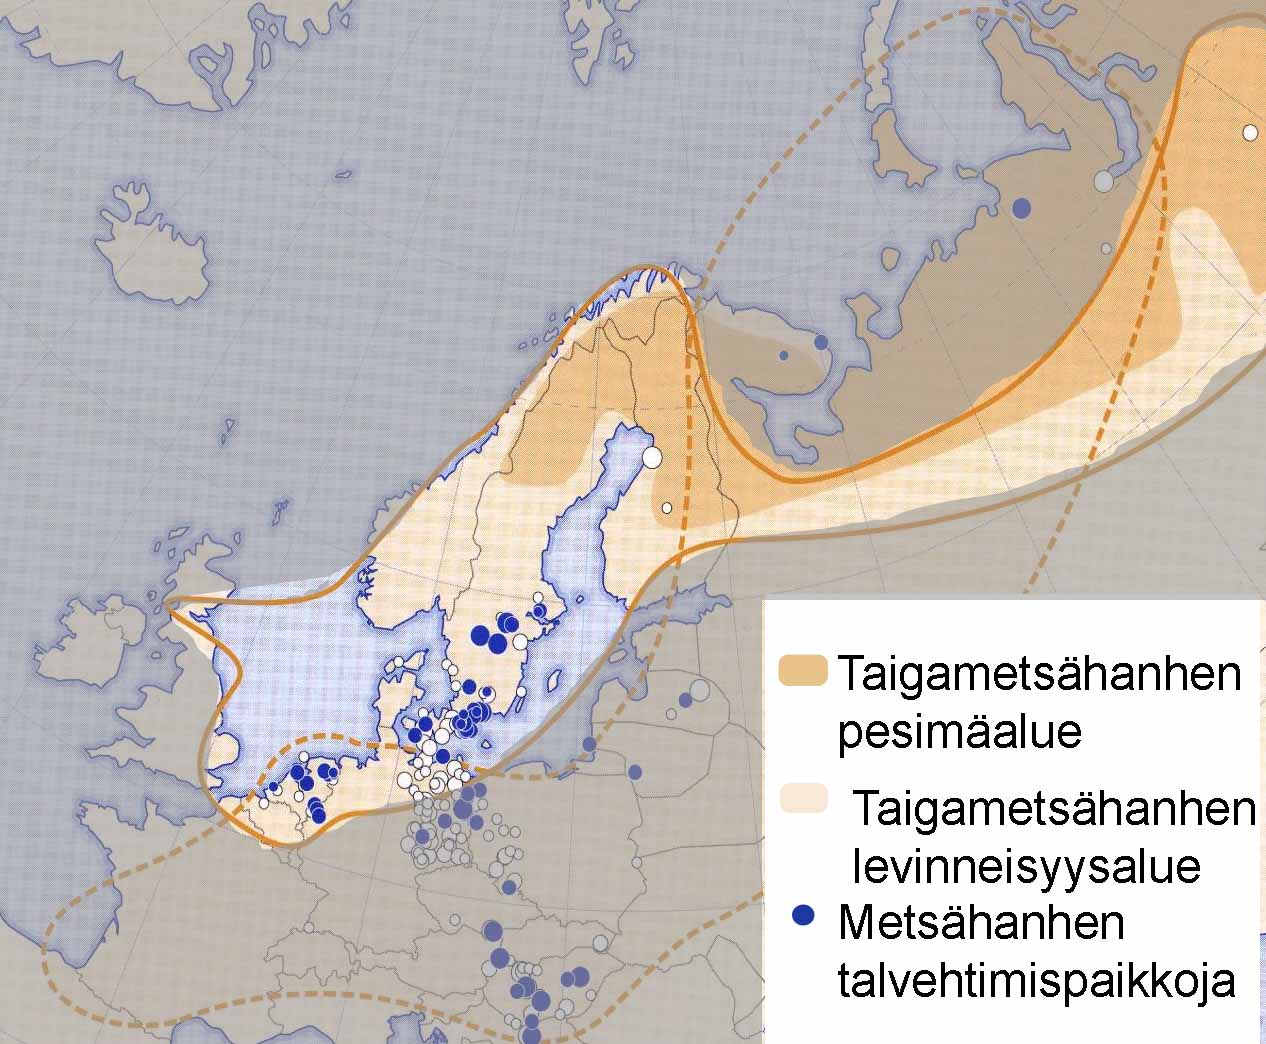 Taigametsähanhen
pesimäalue
Taigametsähanhen
levinneisyysalue
Metsähanhen
talvehtimispaikkoja